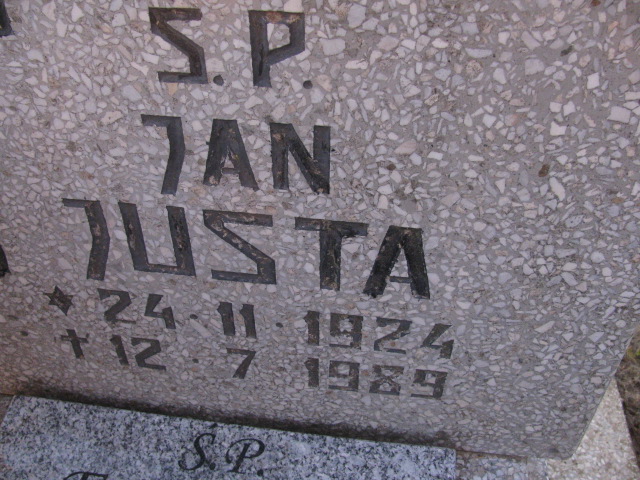 S.P.
JAN
JUSTA
* 24·11·1924
✝ 12·7·1989
Ś.P.